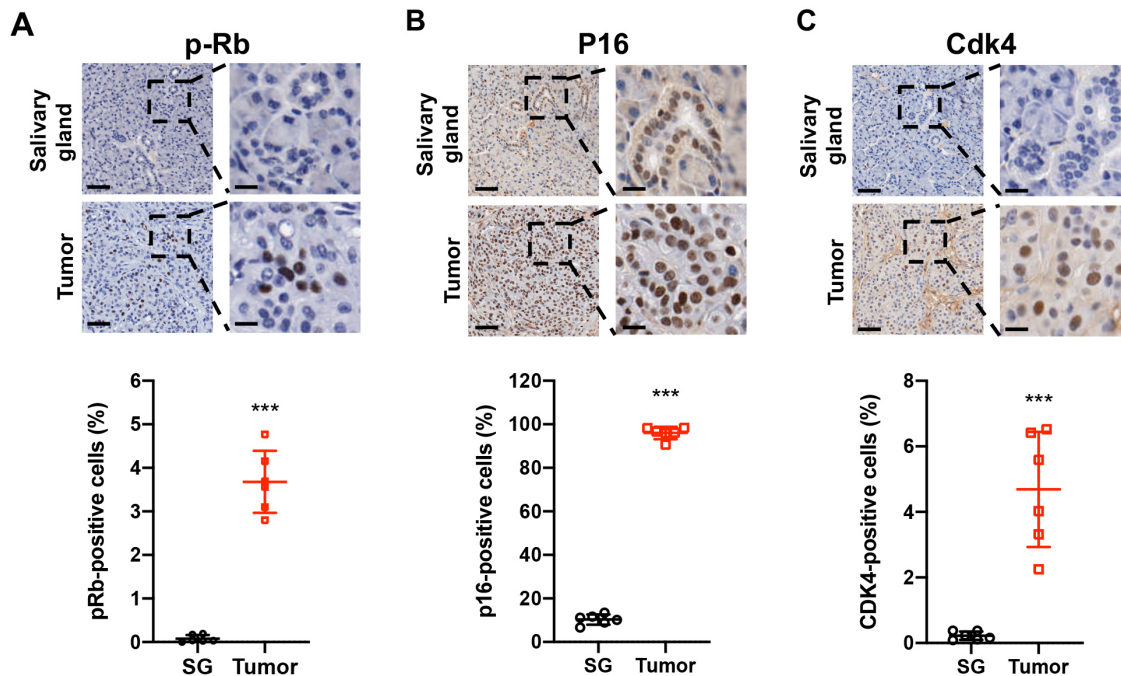 A
p-Rb
Salivary
gland
Tumor
pRb-positive cells (%)
6
5
4
3
2
1
0
***
SG
Tumor
B
P16
Salivary
gland
Tumor
p16-positive cells (%)
120
100
80
60
40
20
0
***
SG
Tumor
C
Cdk4
Salivary
gland
Tumor
CDK4-positive cells (%)
8
6
4
2
0
***
SG
Tumor